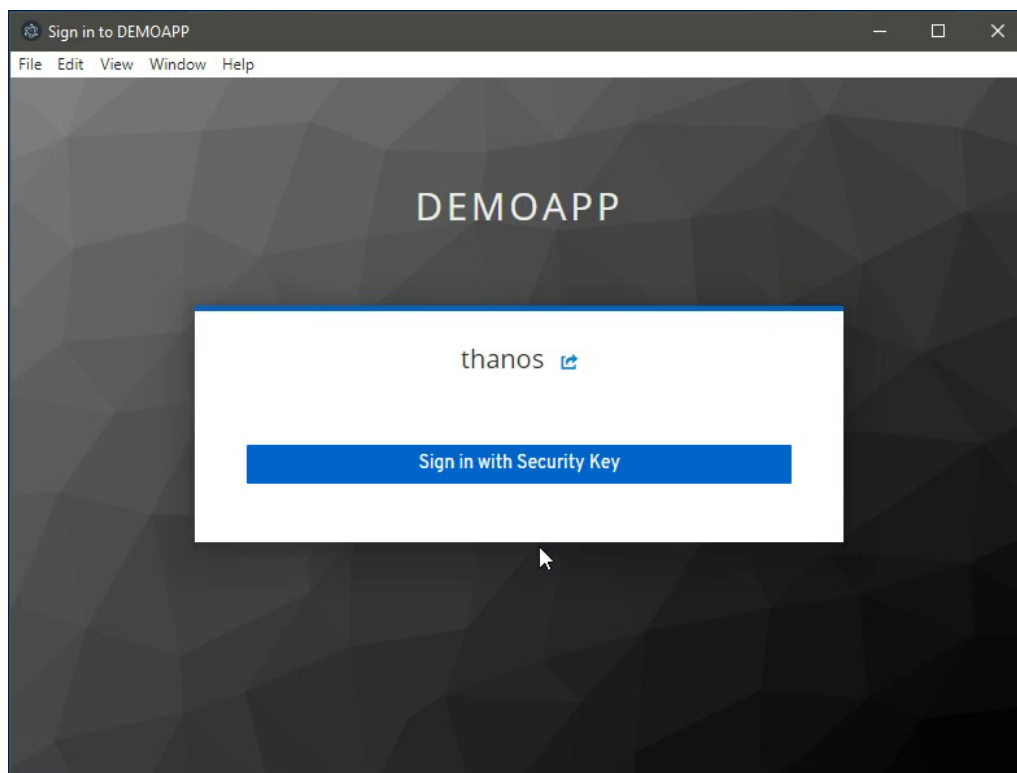 Sign in to DEMOAPP
File Edit View Window Help
DEMOAPP
thanos
Sign in with Security Key